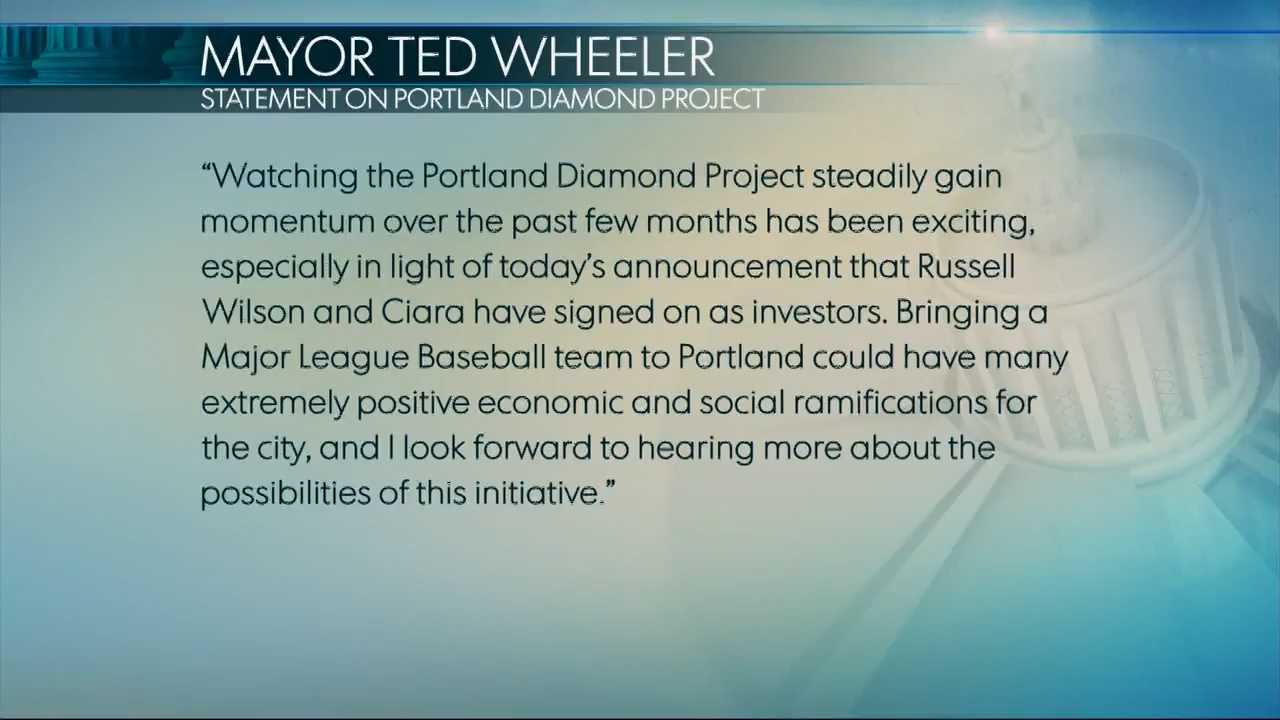 MAYOR TED WHEELER
STATEMENT ON PORTLAND DIAMOND PROJECT
“Watching the Portland Diamond Project steadily gain
momentum over the past few months has been exciting,
especially in light of today’s announcement that Russell
Wilson and Ciara have signed on as investors. Bringing a
Major League Baseball team to Portland could have many
extremely positive economic and social ramifications for
the city, and I look forward to hearing more about the
possibilities of this initiative.”